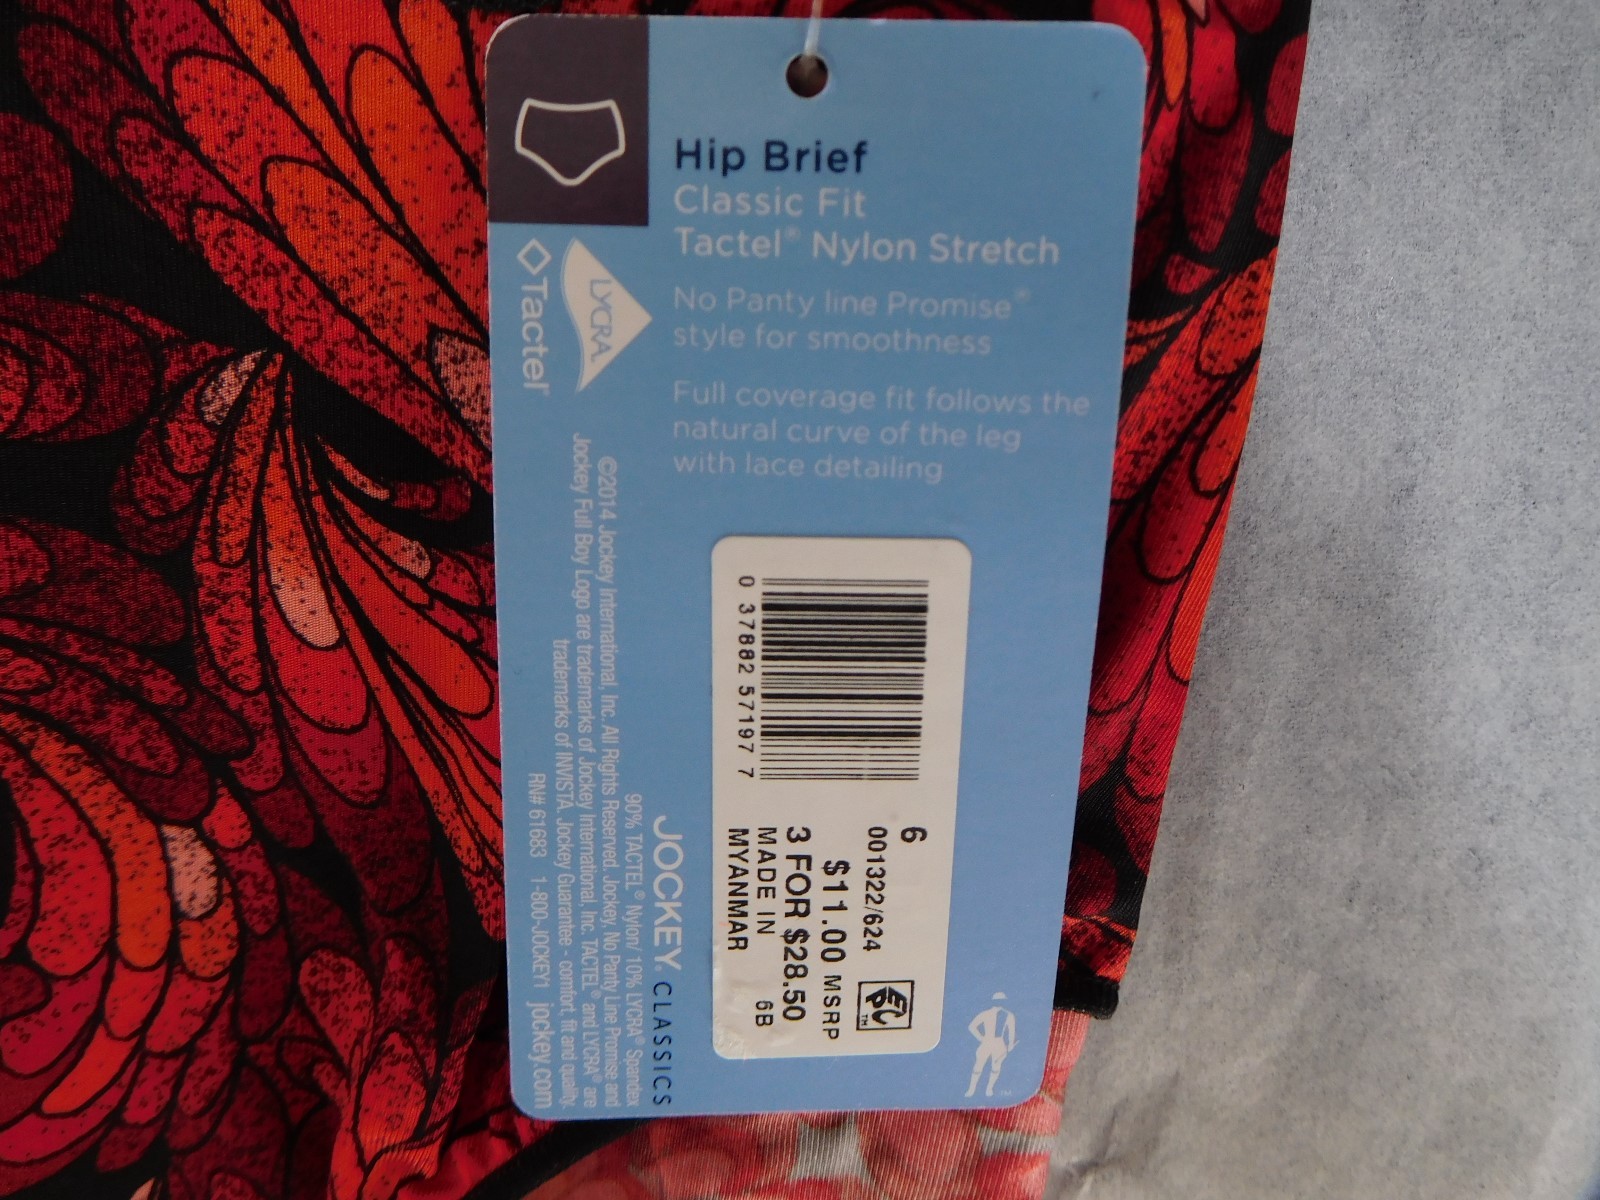 Hip Brief
Classic Fit
Tactel® Nylon Stretch
No Panty line Promise®
style for smoothness
Full coverage fit follows the
natural curve of the leg
with lace detailing
LYCRA
Tactel®
0 37882 57197 7
6
001322/624
EPC TM
$11.00 MSRP
3 FOR $28.50
MADE IN 6B
MYANMAR
JOCKEY® CLASSICS
90% TACTEL® Nylon/ 10% LYCRA® Spandex
©2014 Jockey International, Inc. All Rights Reserved. Jockey, No Panty Line Promise and
Jockey Full Boy Logo are trademarks of Jockey International, Inc. TACTEL® and LYCRA® are
trademarks of INVISTA. Jockey Guarantee - comfort, fit and quality.
RN# 61683 1-800-JOCKEY1 jockey.com